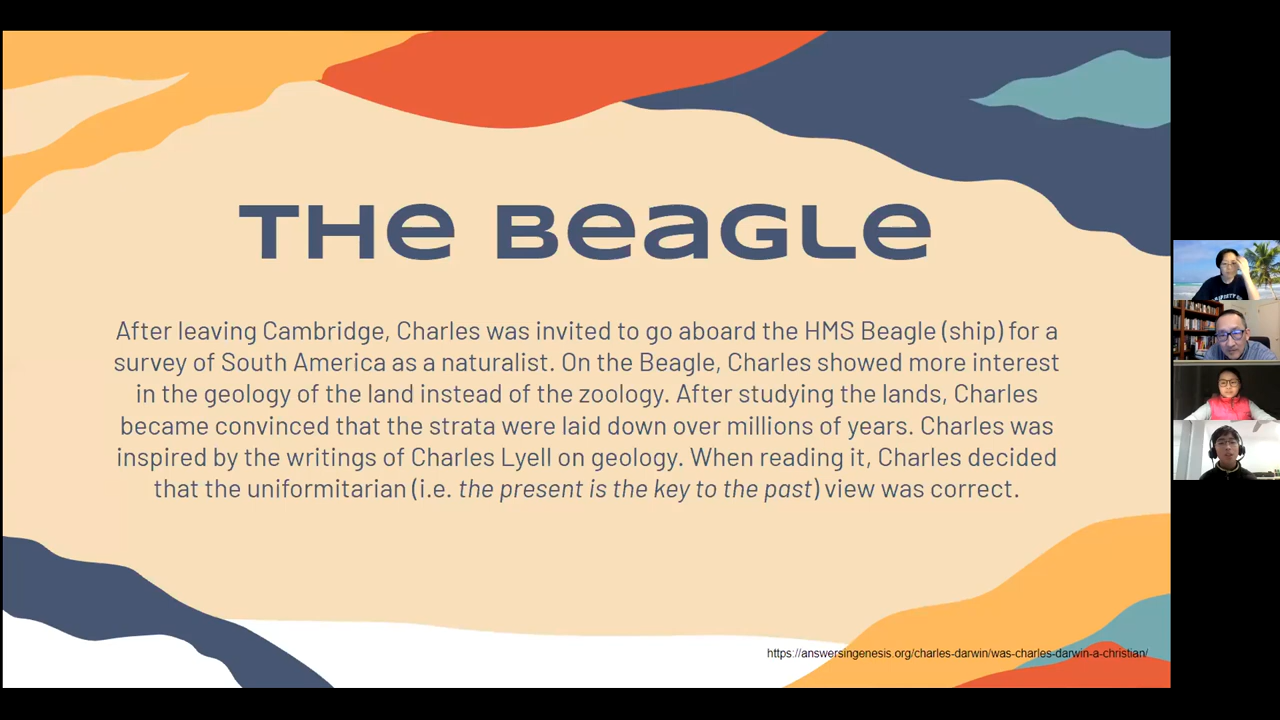 THe BeaGLe
After leaving Cambridge, Charles was invited to go aboard the HMS Beagle (ship) for a
survey of South America as a naturalist. On the Beagle, Charles showed more interest
in the geology of the land instead of the zoology. After studying the lands, Charles
became convinced that the strata were laid down over millions of years. Charles was
inspired by the writings of Charles Lyell on geology. When reading it, Charles decided
that the uniformitarian (i.e. the present is the key to the past) view was correct.
https://answersingenesis.org/charles-darwin/was-charles-darwin-a-christian/